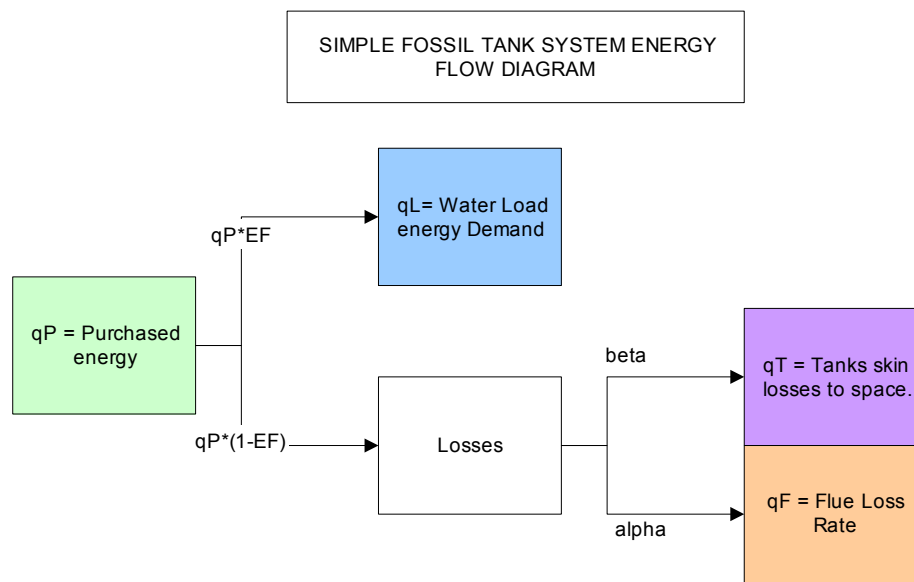 SIMPLE FOSSIL TANK SYSTEM ENERGY
FLOW DIAGRAM
qL= Water Load
energy Demand
qP*EF
qP = Purchased
energy
beta
qT = Tanks skin
losses to space.
qP*(1-EF)
Losses
qF = Flue Loss
Rate
alpha